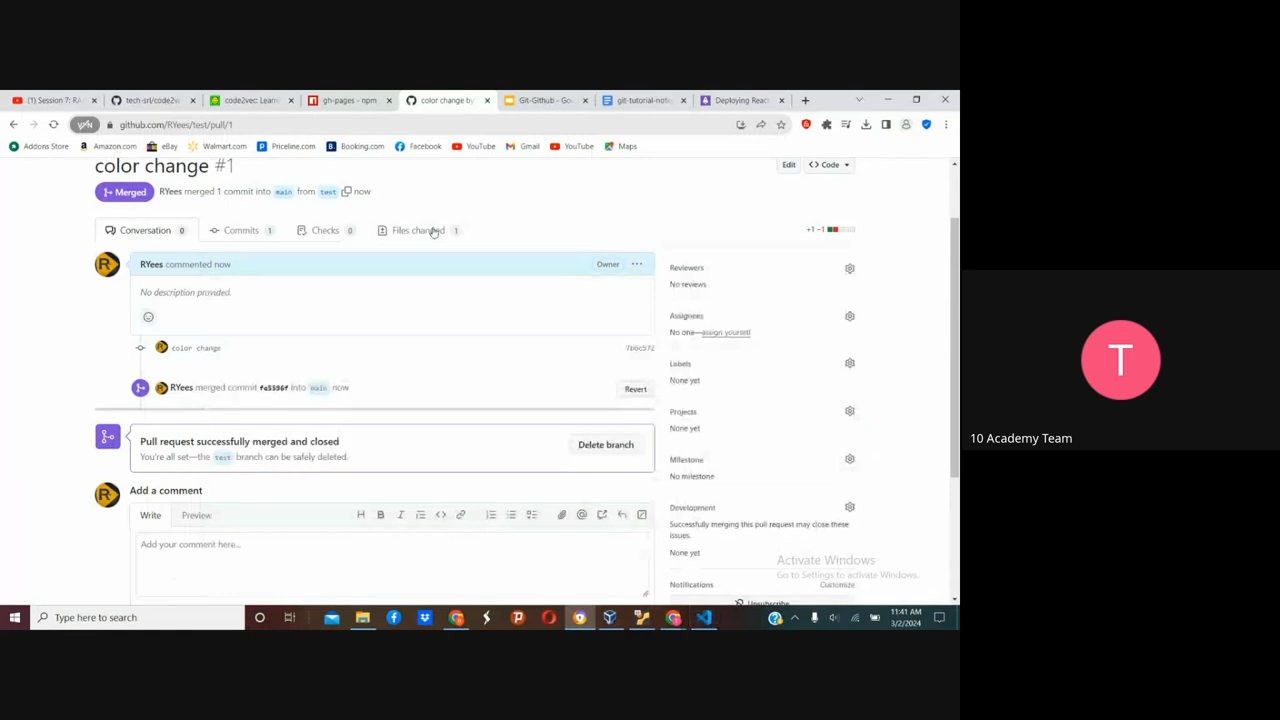 (1) Session 7: RA
tech-srl/code2v
code2vec: Learn
gh-pages - npm
color change by
Git-Github - Go
git-tutorial-note
Deploying React
github.com/RYees/test/pull/1
Addons Store
Amazon.com
eBay
Walmart.com
Priceline.com
Booking.com
Facebook
YouTube
Gmail
YouTube
Maps
color change #1
Edit
<> Code
Merged
RYees merged 1 commit into main from test now
Conversation 0
Commits 1
Checks 0
Files changed 1
+1 −1
RYees commented now
Owner
No description provided.
color change
7b6c972
RYees merged commit fa5596f into main now
Revert
Pull request successfully merged and closed
You're all set—the test branch can be safely deleted.
Delete branch
Add a comment
Write
Preview
Add your comment here...
Reviewers
No reviews
Assignees
No one—assign yourself
Labels
None yet
Projects
None yet
Milestone
No milestone
Development
Successfully merging this pull request may close these
issues.
None yet
Notifications
Customize
Unsubscribe
Activate Windows
Go to Settings to activate Windows.
Type here to search
11:41 AM
3/2/2024
T
10 Academy Team